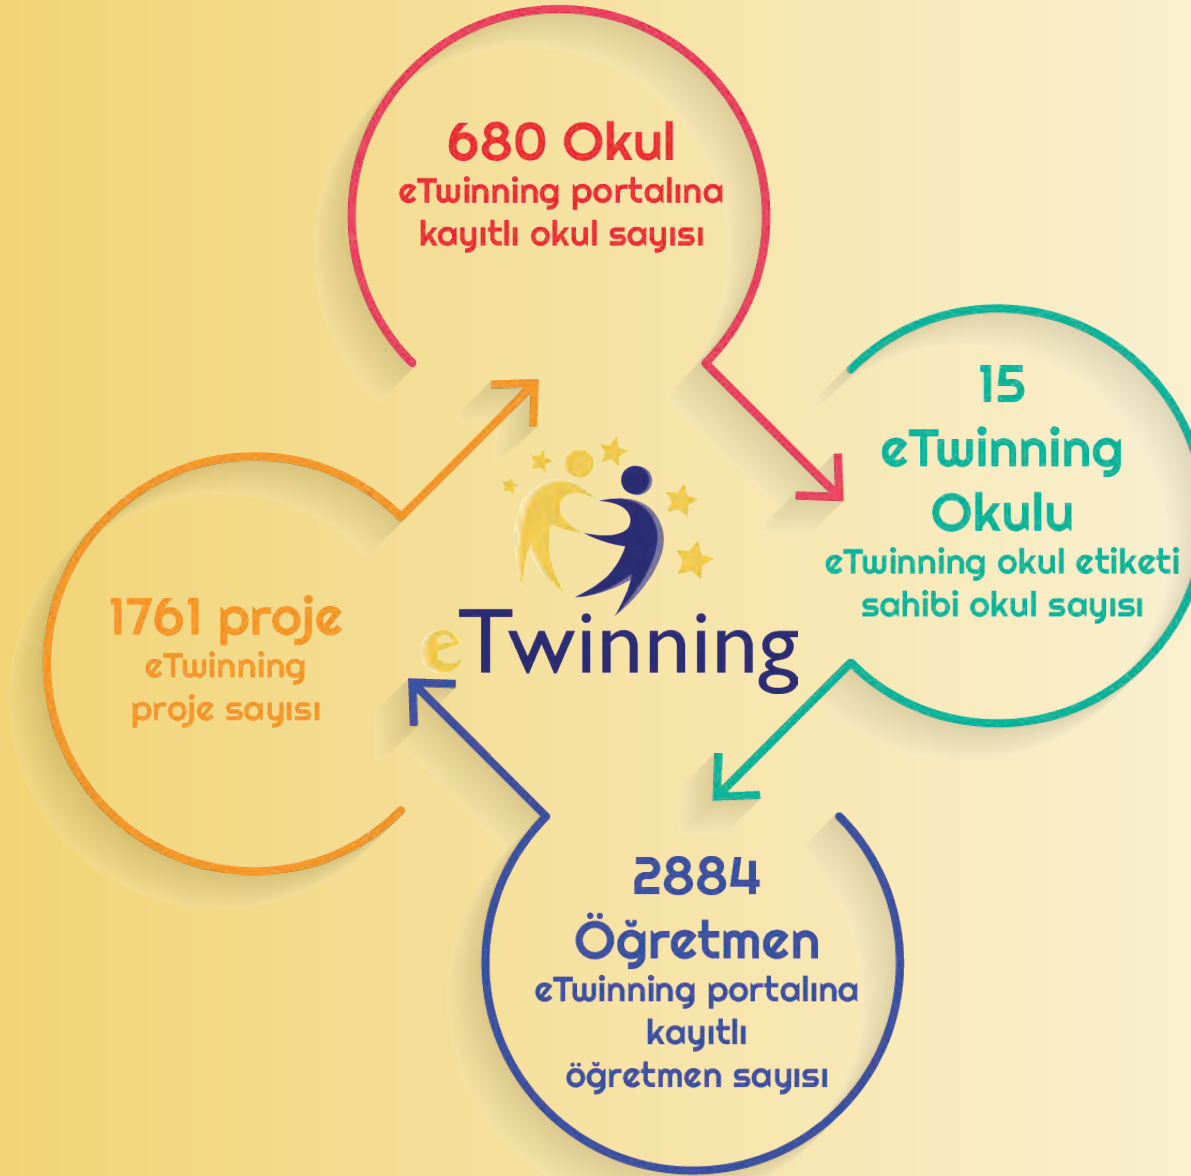 680 Okul
eTwinning portalına
kayıtlı okul sayısı
15
eTwinning
Okulu
eTwinning okul etiketi
sahibi okul sayısı
eTwinning
1761 proje
eTwinning
proje sayısı
2884
Öğretmen
eTwinning portalına
kayıtlı
öğretmen sayısı